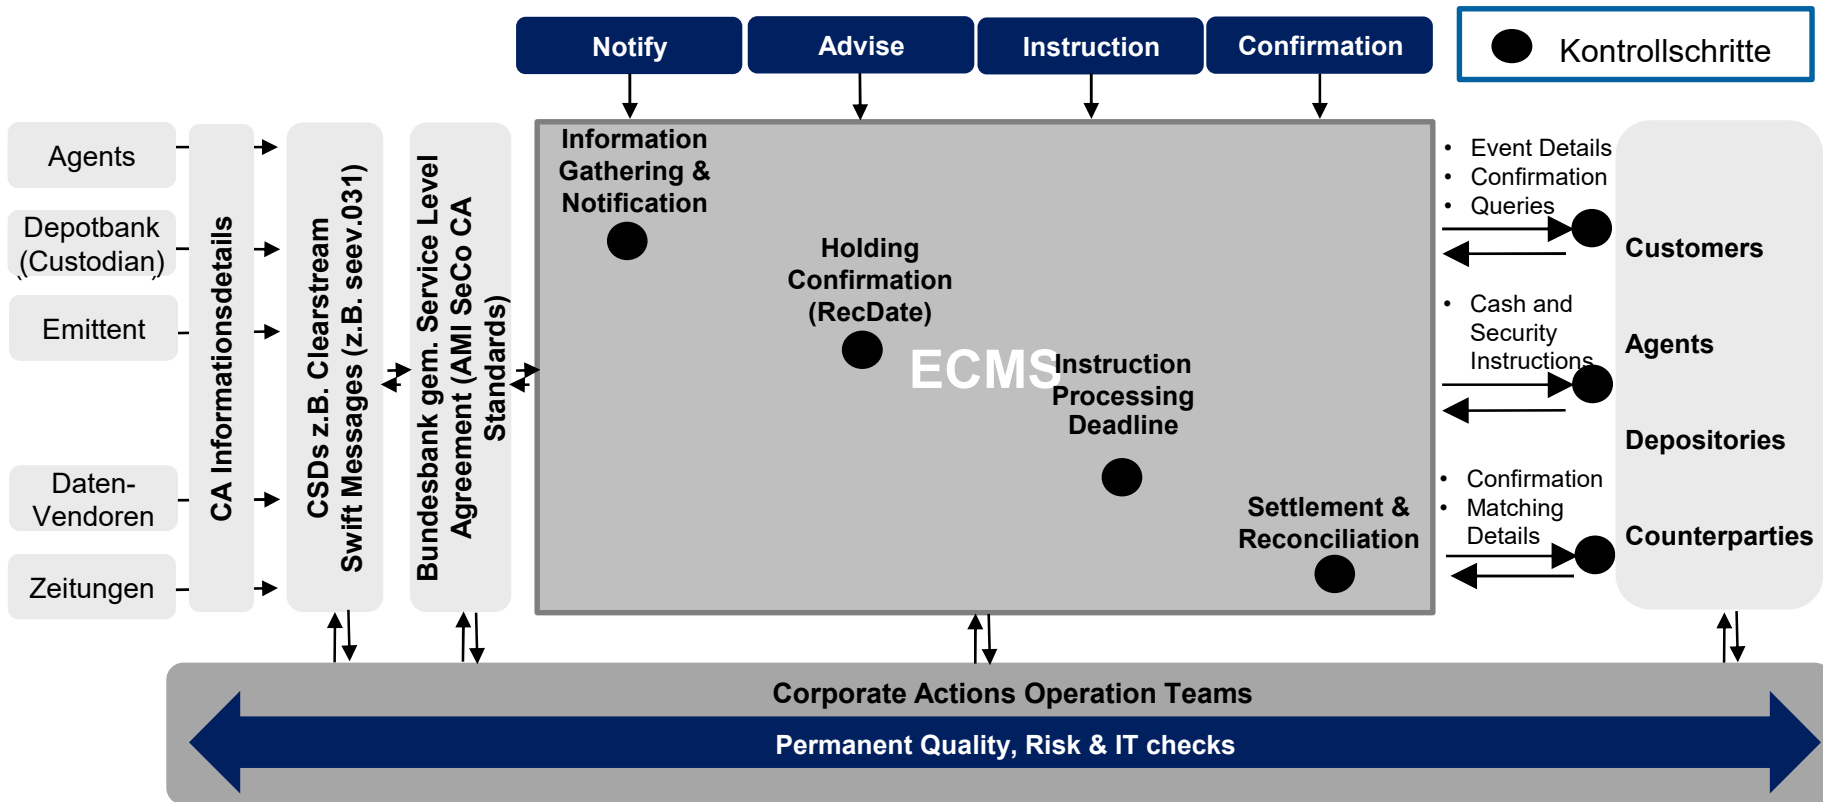 Notify
Advise
Instruction
Confirmation
Kontrollschritte
Agents
Depotbank
(Custodian)
Emittent
Daten-
Vendoren
Zeitungen
CA Informationsdetails
CSDs z.B. Clearstream
Swift Messages (z.B. seev.031)
Bundesbank gem. Service Level
Agreement (AMI SeCo CA
Standards)
Information
Gathering &
Notification
Holding
Confirmation
(RecDate)
ECMS
Instruction
Processing
Deadline
Settlement &
Reconciliation
• Event Details
• Confirmation
• Queries
• Cash and
Security
Instructions
• Confirmation
• Matching
Details
Customers
Agents
Depositories
Counterparties
Corporate Actions Operation Teams
Permanent Quality, Risk & IT checks